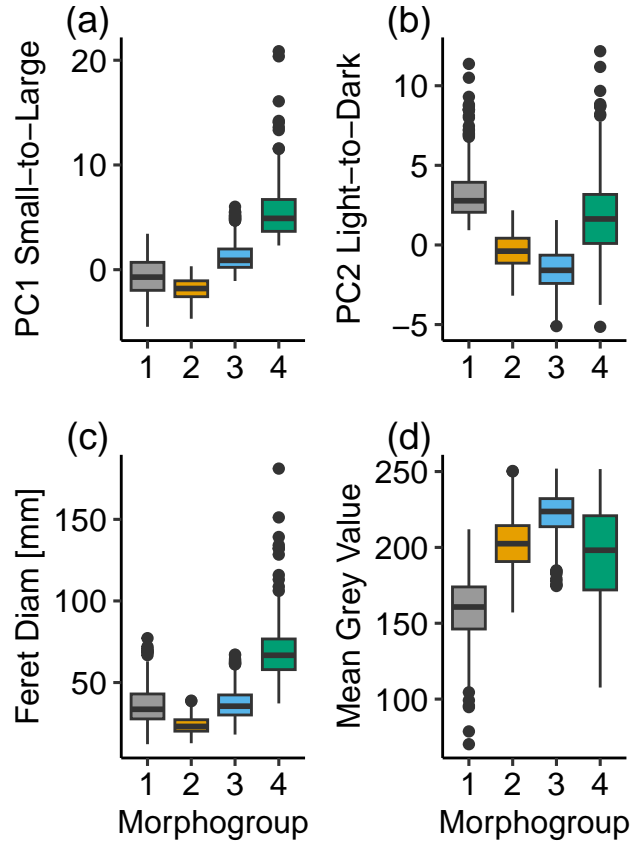 (a)
PC1 Small−to−Large
20
10
0
1 2 3 4
(b)
PC2 Light−to−Dark
10
5
0
−5
1 2 3 4
(c)
Feret Diam [mm]
150
100
50
1 2 3 4
Morphogroup
(d)
Mean Grey Value
250
200
150
100
1 2 3 4
Morphogroup